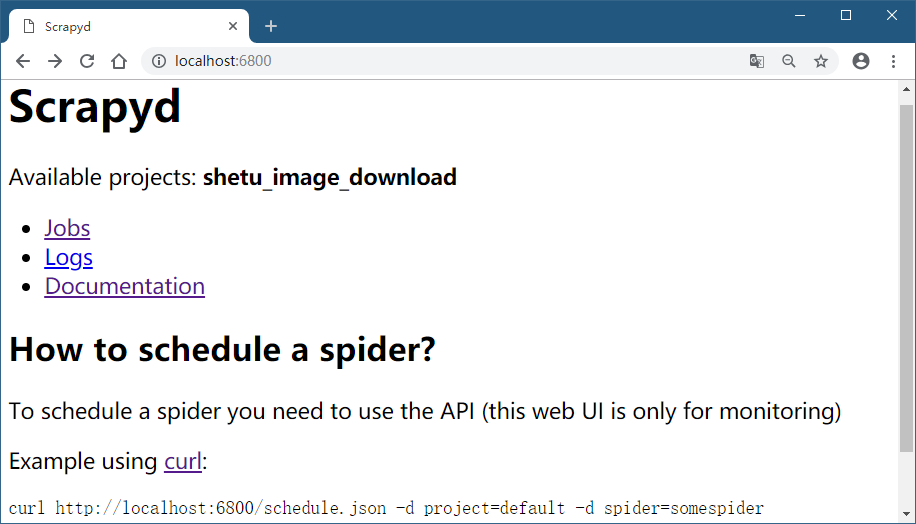 Scrapyd
localhost:6800
Scrapyd
Available projects: shetu_image_download
Jobs
Logs
Documentation
How to schedule a spider?
To schedule a spider you need to use the API (this web UI is only for monitoring)
Example using curl:
curl http://localhost:6800/schedule.json -d project=default -d spider=somespider